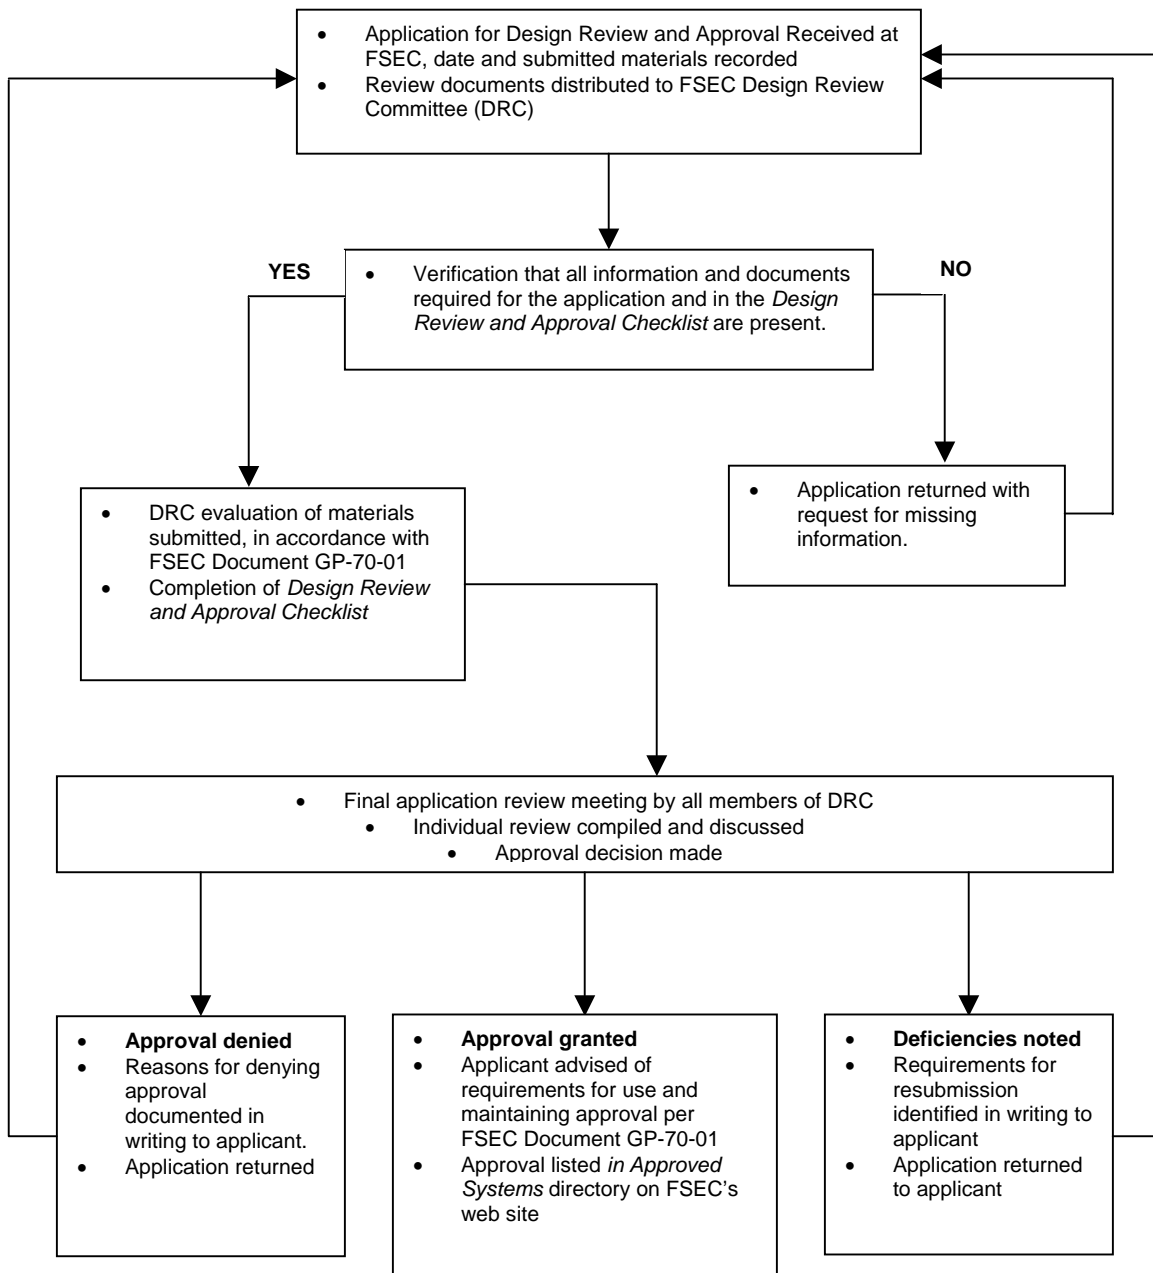 • Application for Design Review and Approval Received at
FSEC, date and submitted materials recorded
• Review documents distributed to FSEC Design Review
Committee (DRC)
YES
• Verification that all information and documents
required for the application and in the Design
Review and Approval Checklist are present.
NO
• DRC evaluation of materials
submitted, in accordance with
FSEC Document GP-70-01
• Completion of Design Review
and Approval Checklist
• Application returned with
request for missing
information.
• Final application review meeting by all members of DRC
• Individual review compiled and discussed
• Approval decision made
• Approval denied
• Reasons for denying
approval
documented in
writing to applicant.
• Application returned
• Approval granted
• Applicant advised of
requirements for use and
maintaining approval per
FSEC Document GP-70-01
• Approval listed in Approved
Systems directory on FSEC's
web site
• Deficiencies noted
• Requirements for
resubmission
identified in writing to
applicant
• Application returned
to applicant